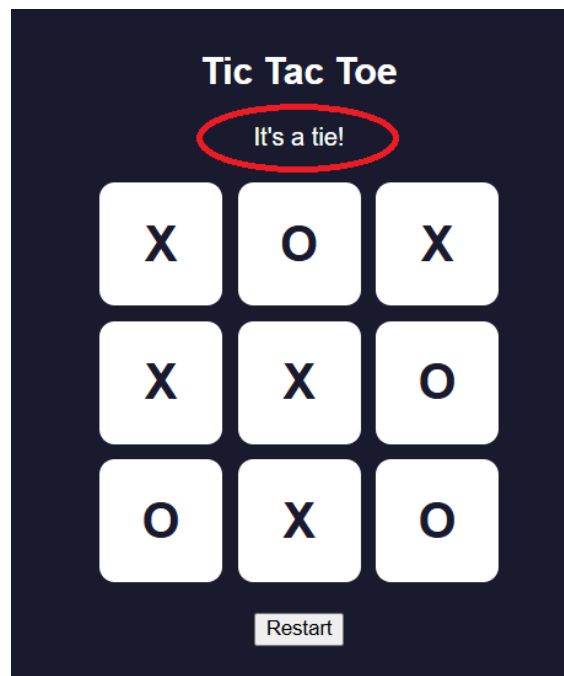 Tic Tac Toe
It's a tie!
X O X
X X O
O X O
Restart